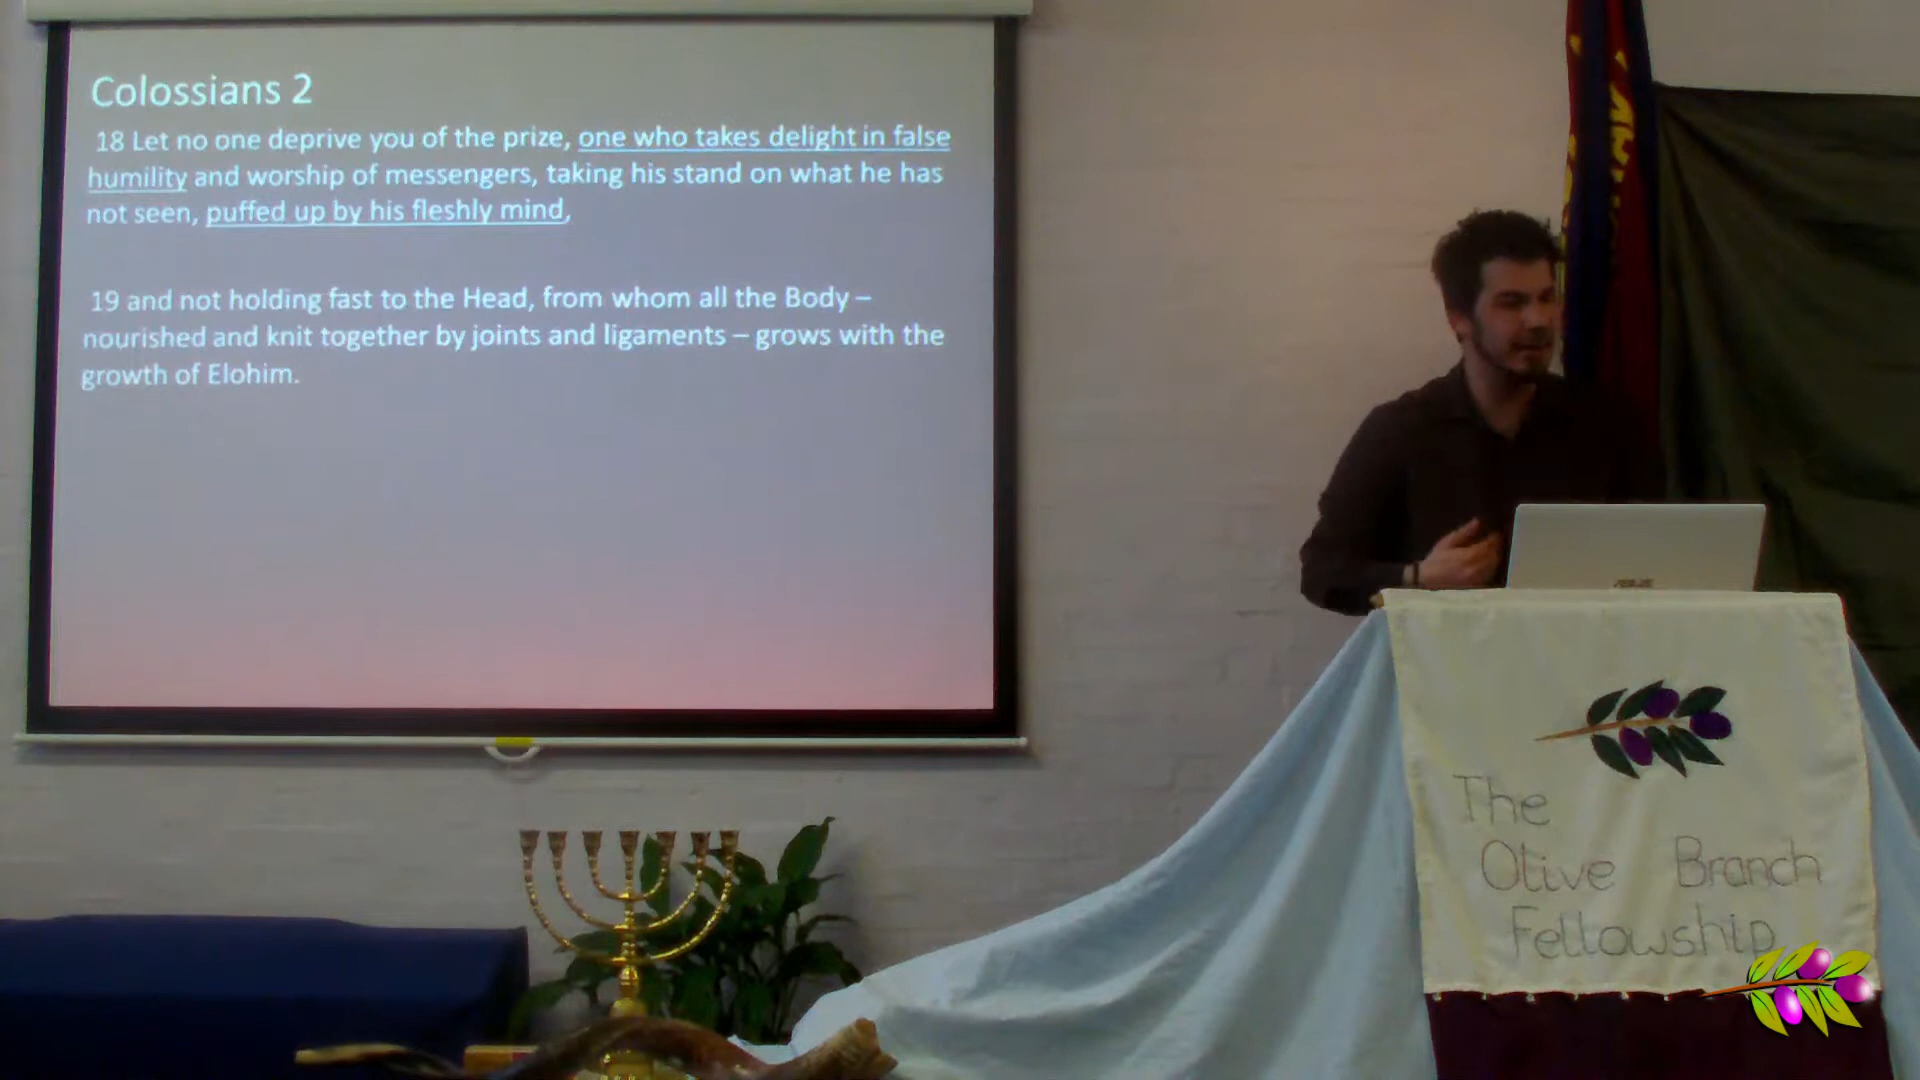 Colossians 2
18 Let no one deprive you of the prize, one who takes delight in false
humility and worship of messengers, taking his stand on what he has
not seen, puffed up by his fleshly mind,
19 and not holding fast to the Head, from whom all the Body –
nourished and knit together by joints and ligaments – grows with the
growth of Elohim.
ASUS
The
Olive Branch
Fellowship